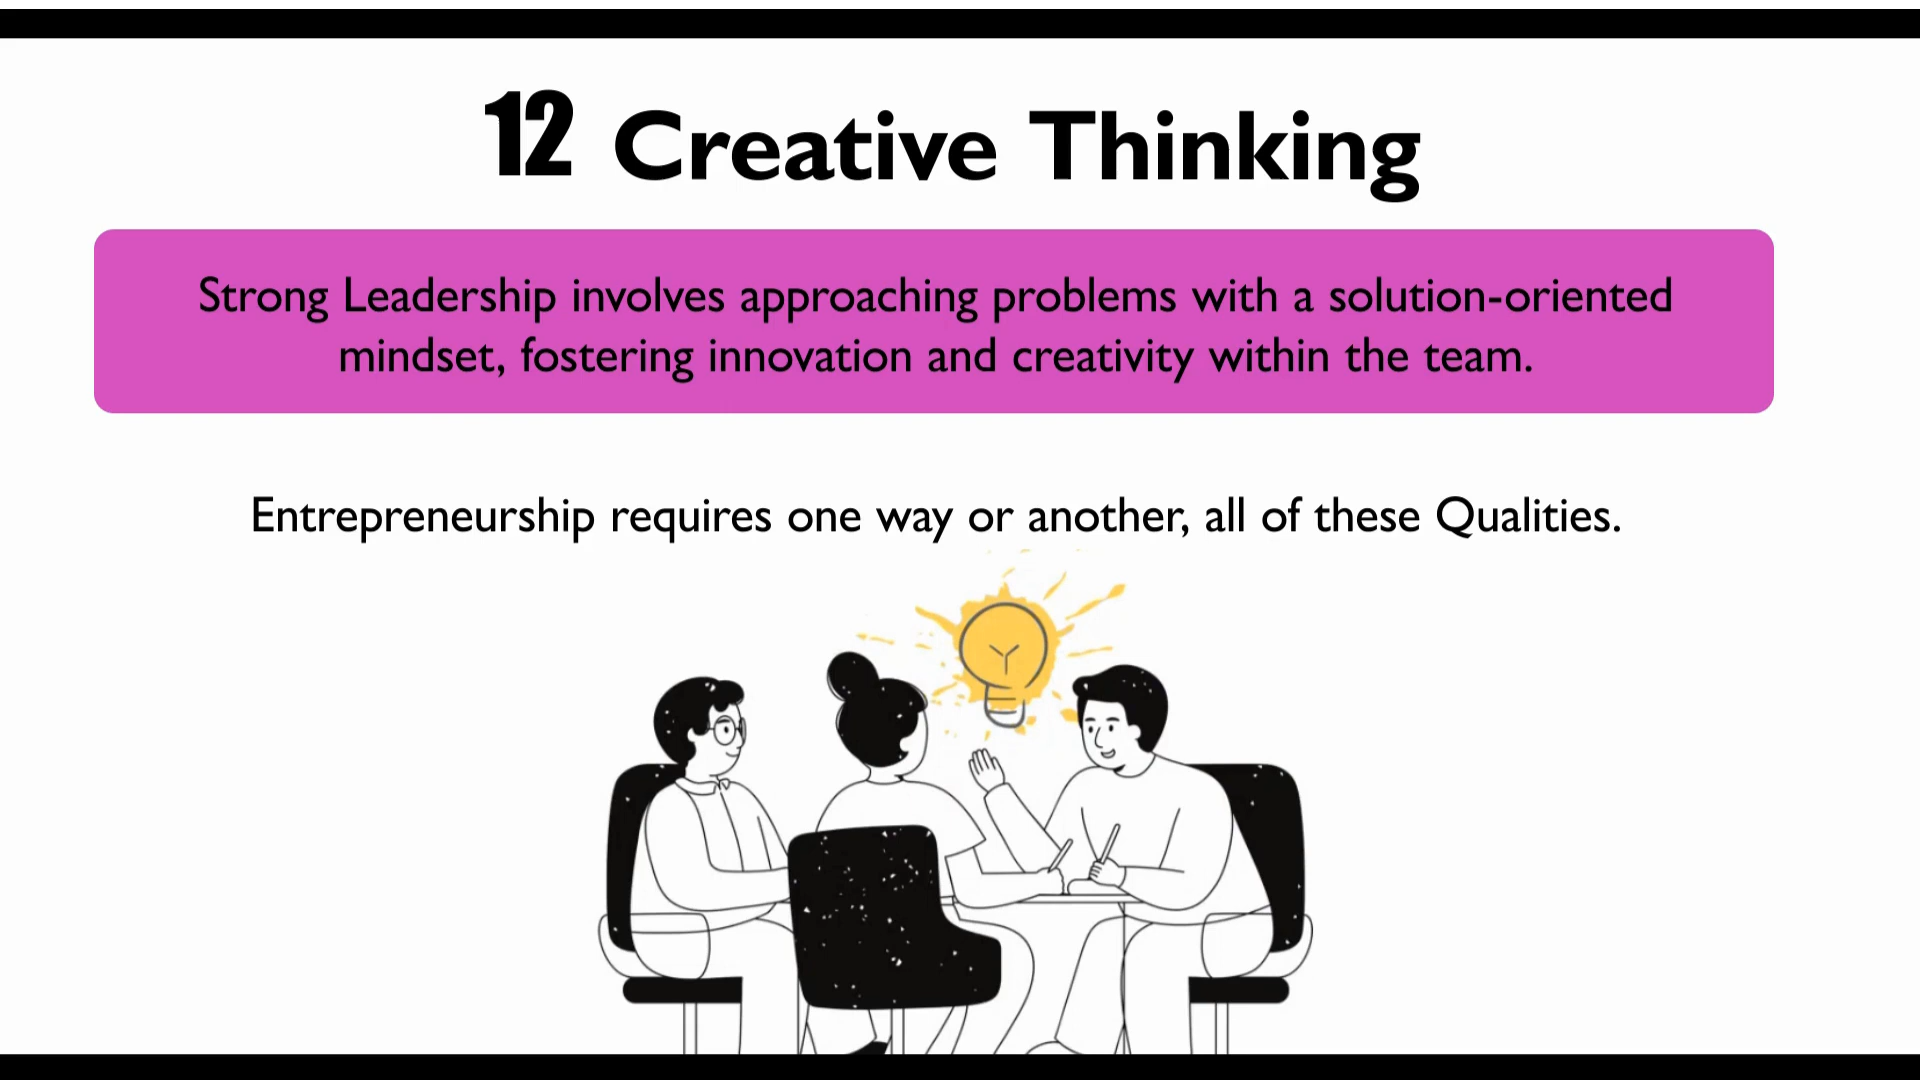 12 Creative Thinking
Strong Leadership involves approaching problems with a solution-oriented
mindset, fostering innovation and creativity within the team.
Entrepreneurship requires one way or another, all of these Qualities.